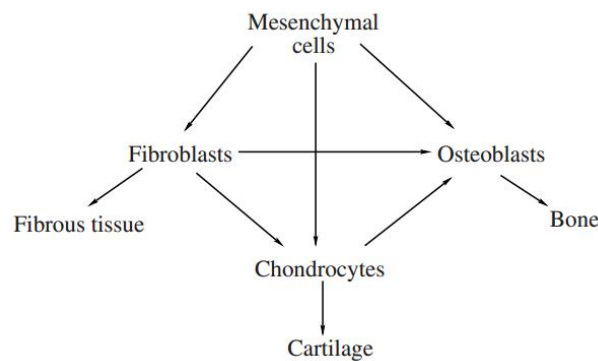 Mesenchymal
cells
Fibroblasts
Osteoblasts
Fibrous tissue
Bone
Chondrocytes
Cartilage